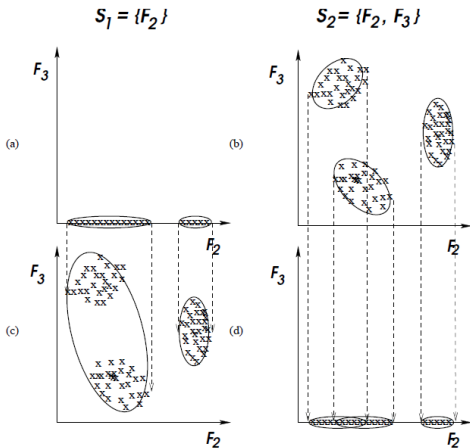 S1 = {F2}
S2 = {F2, F3}
F3
F3
(a)
(b)
F2
F2
F3
F3
(c)
(d)
F2
F2